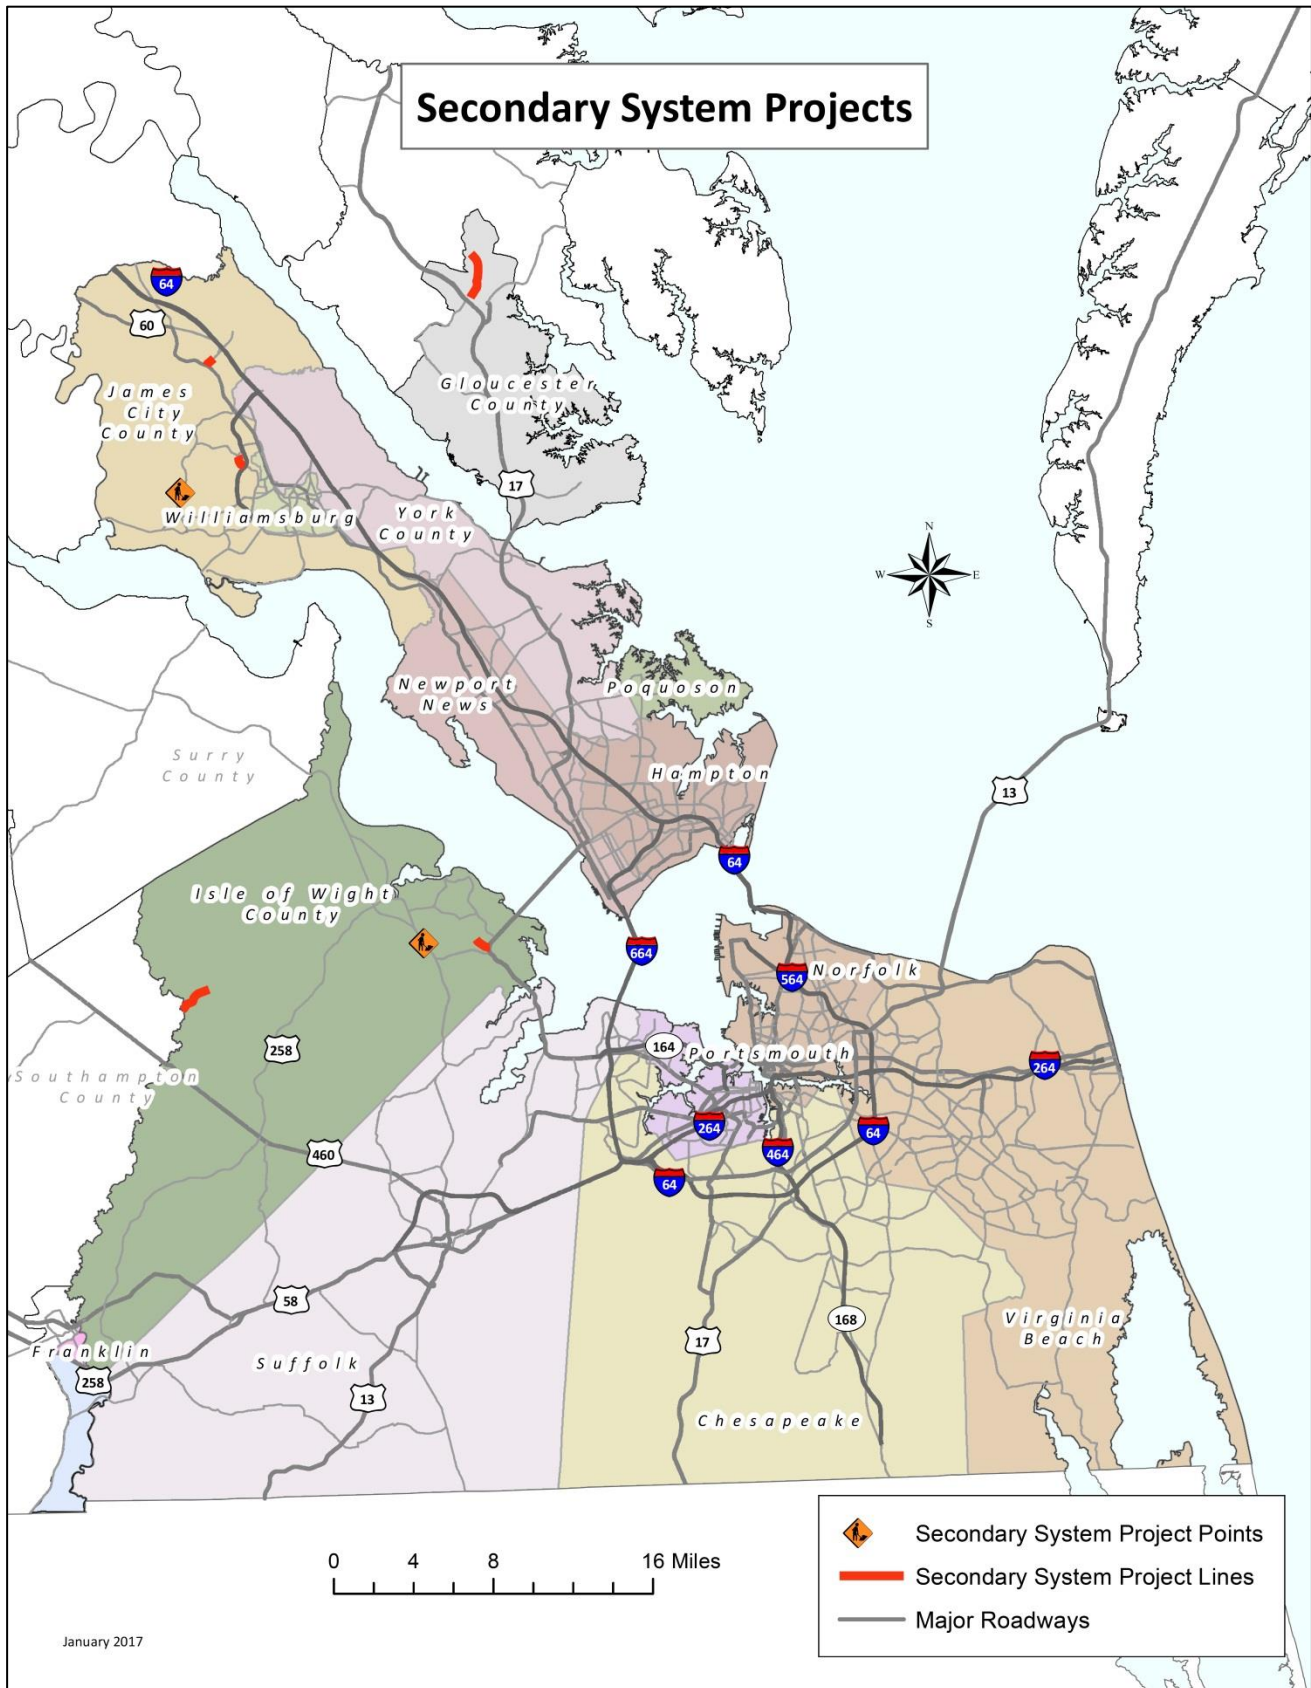 Secondary System Projects
64
60
James
City
County
Gloucester
County
17
Williamsburg
York
County
N
W
E
S
Newport
News
Poquoson
Surry
County
Hampton
13
64
Isle of Wight
County
664
564
Norfolk
258
164
Portsmouth
264
Southampton
County
264
64
460
464
64
58
168
Virginia
Beach
17
Franklin
Suffolk
258
13
Chesapeake
Secondary System Project Points
0 4 8 16 Miles
Secondary System Project Lines
Major Roadways
January 2017